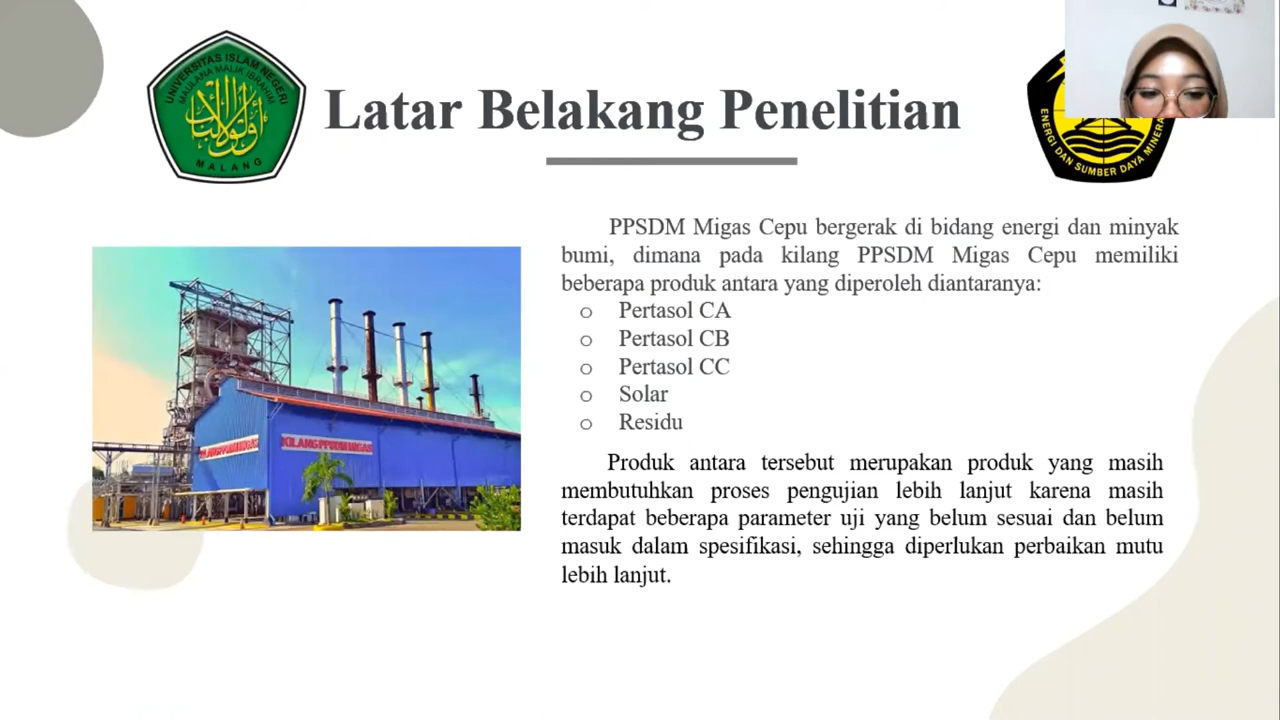 UNIVERSITAS ISLAM NEGERI
MAULANA MALIK IBRAHIM
MALANG
Latar Belakang Penelitian
ENERGI DAN SUMBER DAYA MINERA
PPSDM Migas Cepu bergerak di bidang energi dan minyak
bumi, dimana pada kilang PPSDM Migas Cepu memiliki
beberapa produk antara yang diperoleh diantaranya:
o Pertasol CA
o Pertasol CB
o Pertasol CC
o Solar
o Residu
KILANG PPSDM MIGAS
Produk antara tersebut merupakan produk yang masih
membutuhkan proses pengujian lebih lanjut karena masih
terdapat beberapa parameter uji yang belum sesuai dan belum
masuk dalam spesifikasi, sehingga diperlukan perbaikan mutu
lebih lanjut.